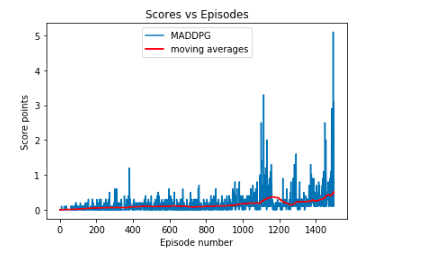 Scores vs Episodes
MADDPG
moving averages
5
4
3
2
1
0
Score points
0 200 400 600 800 1000 1200 1400
Episode number